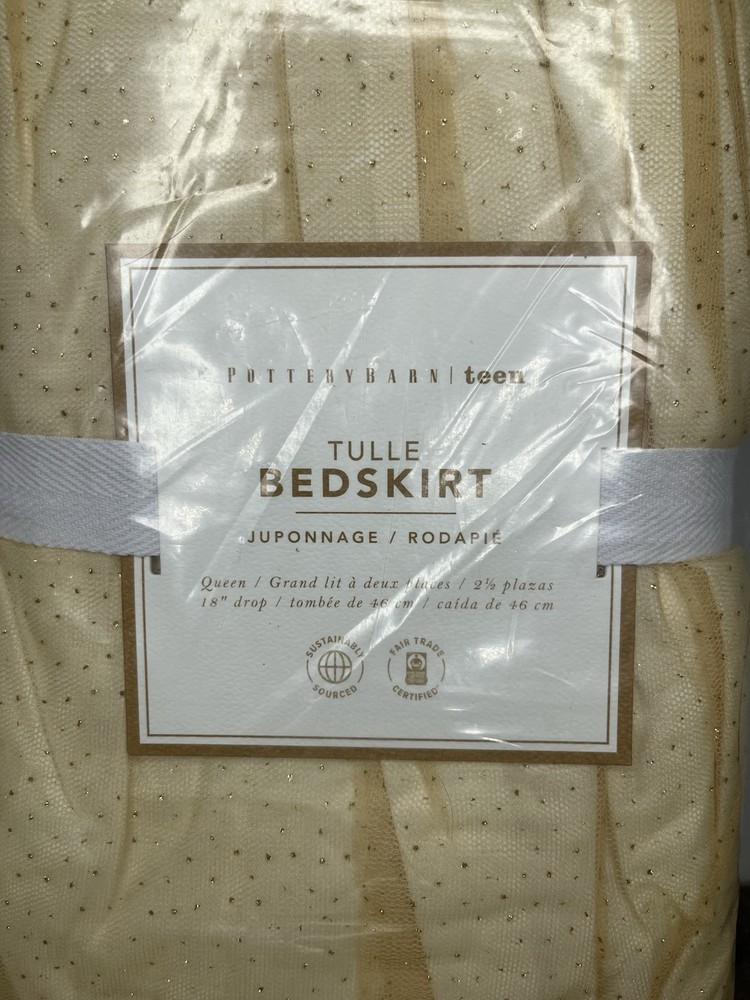 POTTERYBARN | teen
TULLE
BEDSKIRT
JUPONNAGE / RODAPIÉ
Queen / Grand lit à deux places / 2½ plazas
18" drop / tombée de 46 cm / caída de 46 cm
SUSTAINABLY SOURCED
FAIR TRADE CERTIFIED